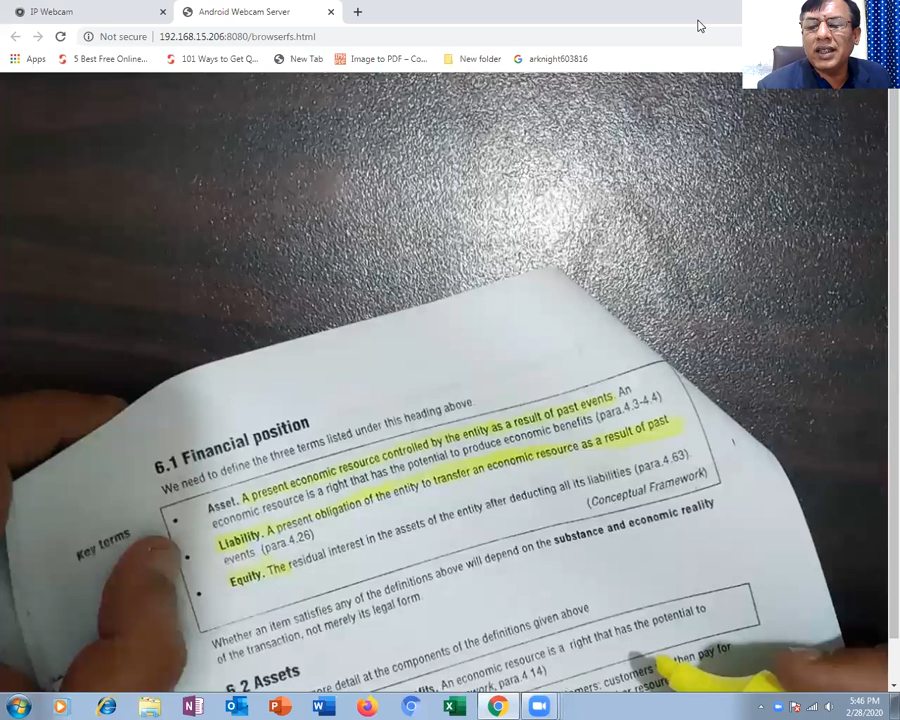 IP Webcam
Android Webcam Server
Not secure
192.168.15.206:8080/browserfs.html
Apps
5 Best Free Online...
101 Ways to Get Q...
New Tab
Image to PDF – Co...
New folder
arknight603816
6.1 Financial position
We need to define the three terms listed under this heading above.
Key terms
• Asset. A present economic resource controlled by the entity as a result of past events. An
economic resource is a right that has the potential to produce economic benefits (para.4.3-4.4)
• Liability. A present obligation of the entity to transfer an economic resource as a result of past
events (para.4.26)
• Equity. The residual interest in the assets of the entity after deducting all its liabilities (para.4.63).
(Conceptual Framework)
Whether an item satisfies any of the definitions above will depend on the substance and economic reality
of the transaction, not merely its legal form.
6.2 Assets
more detail at the components of the definitions given above
An economic resource is a right that has the potential to
para.4.14)
customers then pay for
5:46 PM
2/28/2020